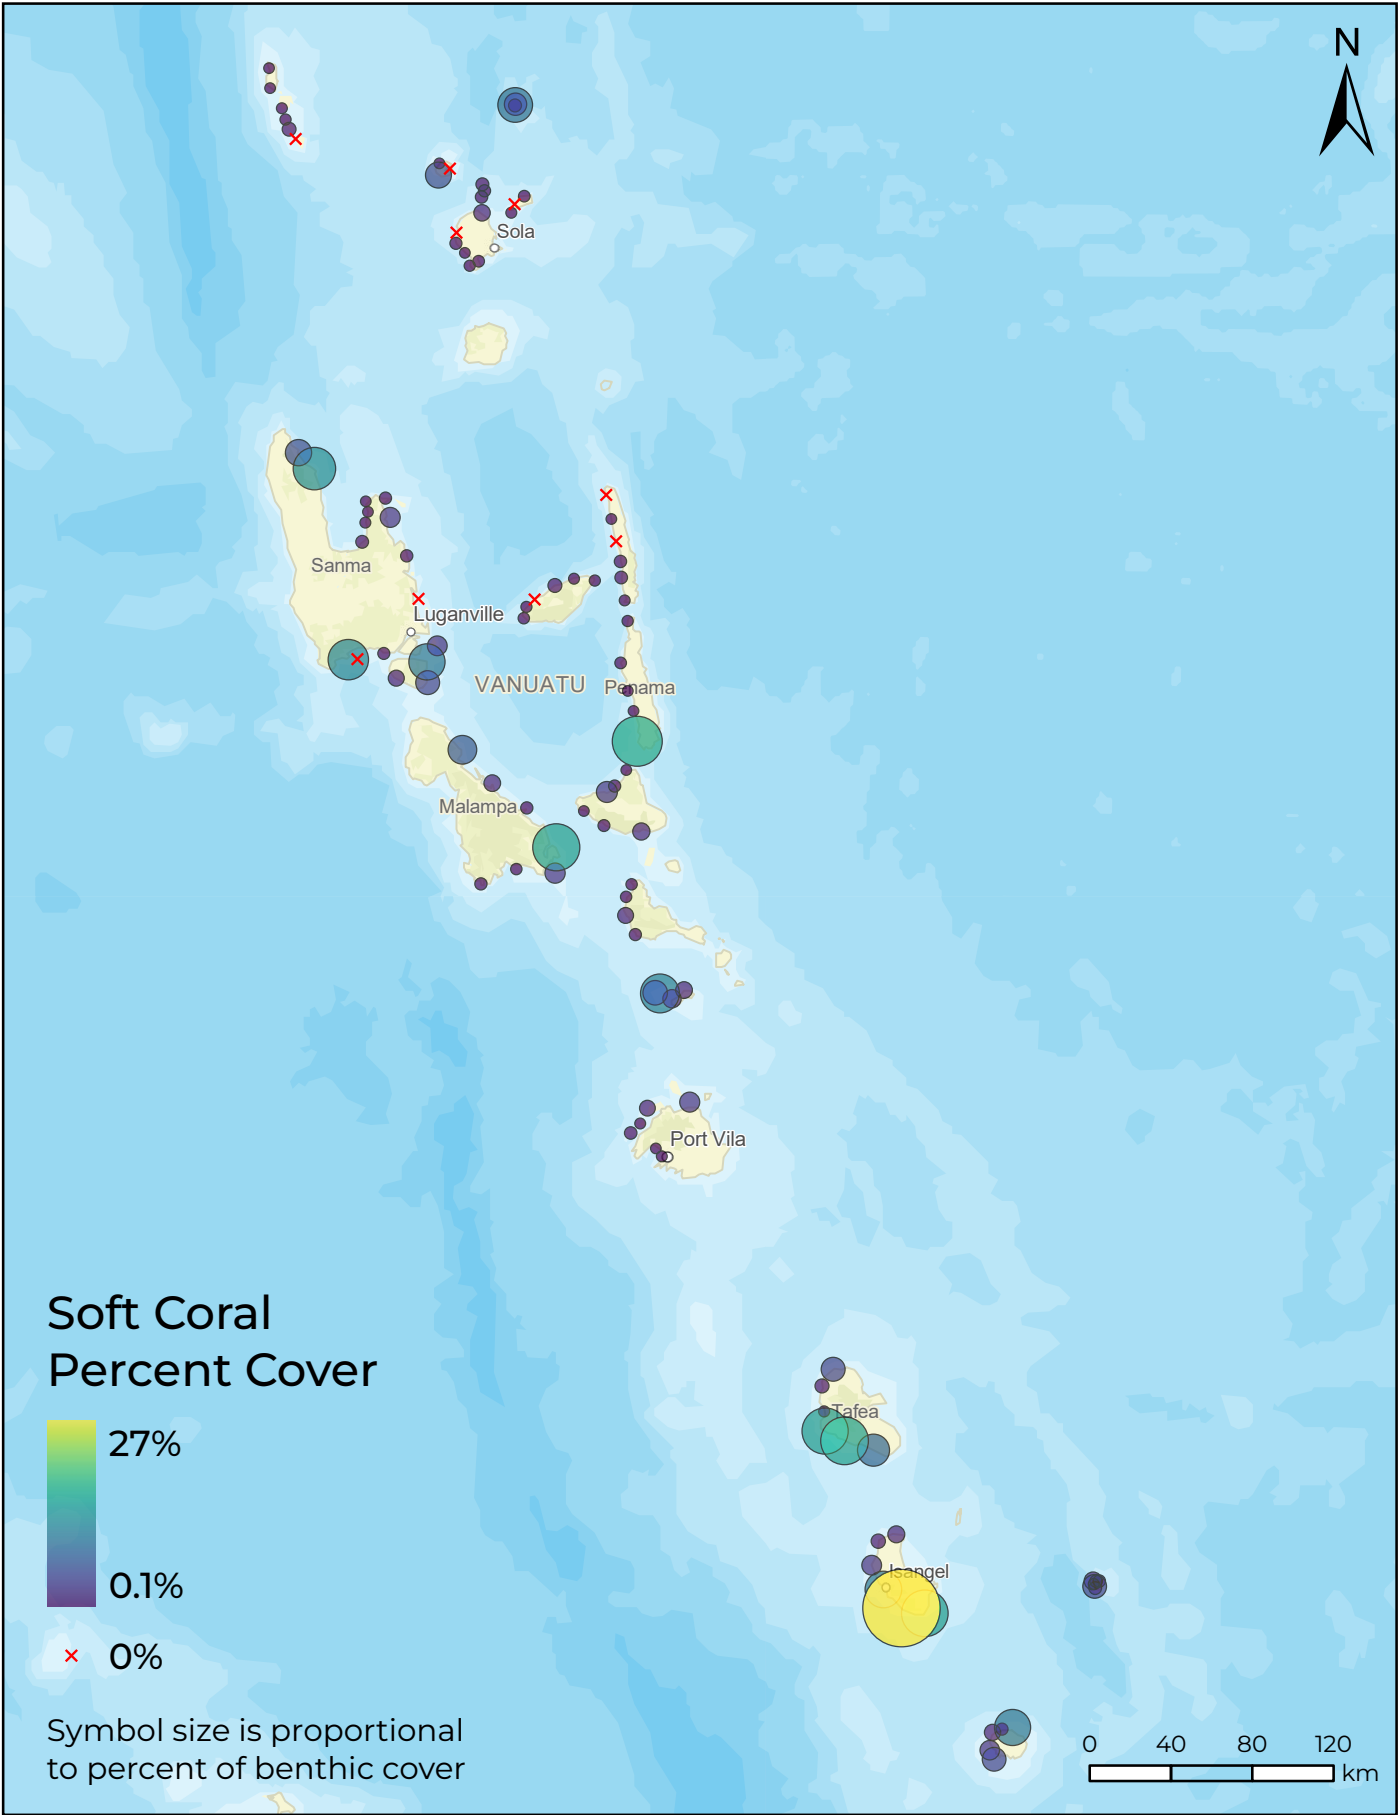 N
Sola
Sanma
Luganville
VANUATU
Penama
Malampa
Port Vila
Soft Coral
Percent Cover
27%
0.1%
0%
Tafea
Isangel
Symbol size is proportional
to percent of benthic cover
0 40 80 120
km